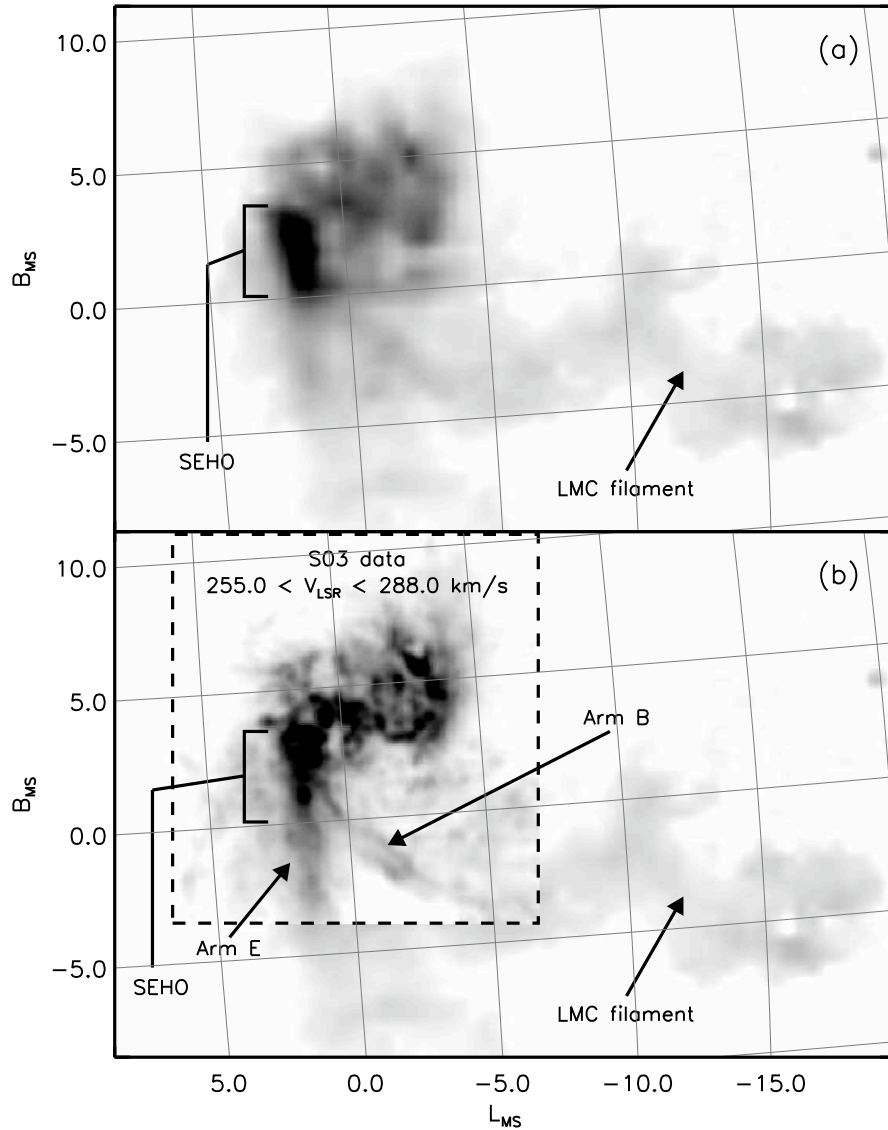 (a)
10.0
5.0
0.0
−5.0
B_MS
SEHO
LMC filament
S03 data
255.0 < V_LSR < 288.0 km/s
(b)
10.0
5.0
0.0
−5.0
B_MS
Arm B
Arm E
SEHO
LMC filament
5.0 0.0 −5.0 −10.0 −15.0
L_MS